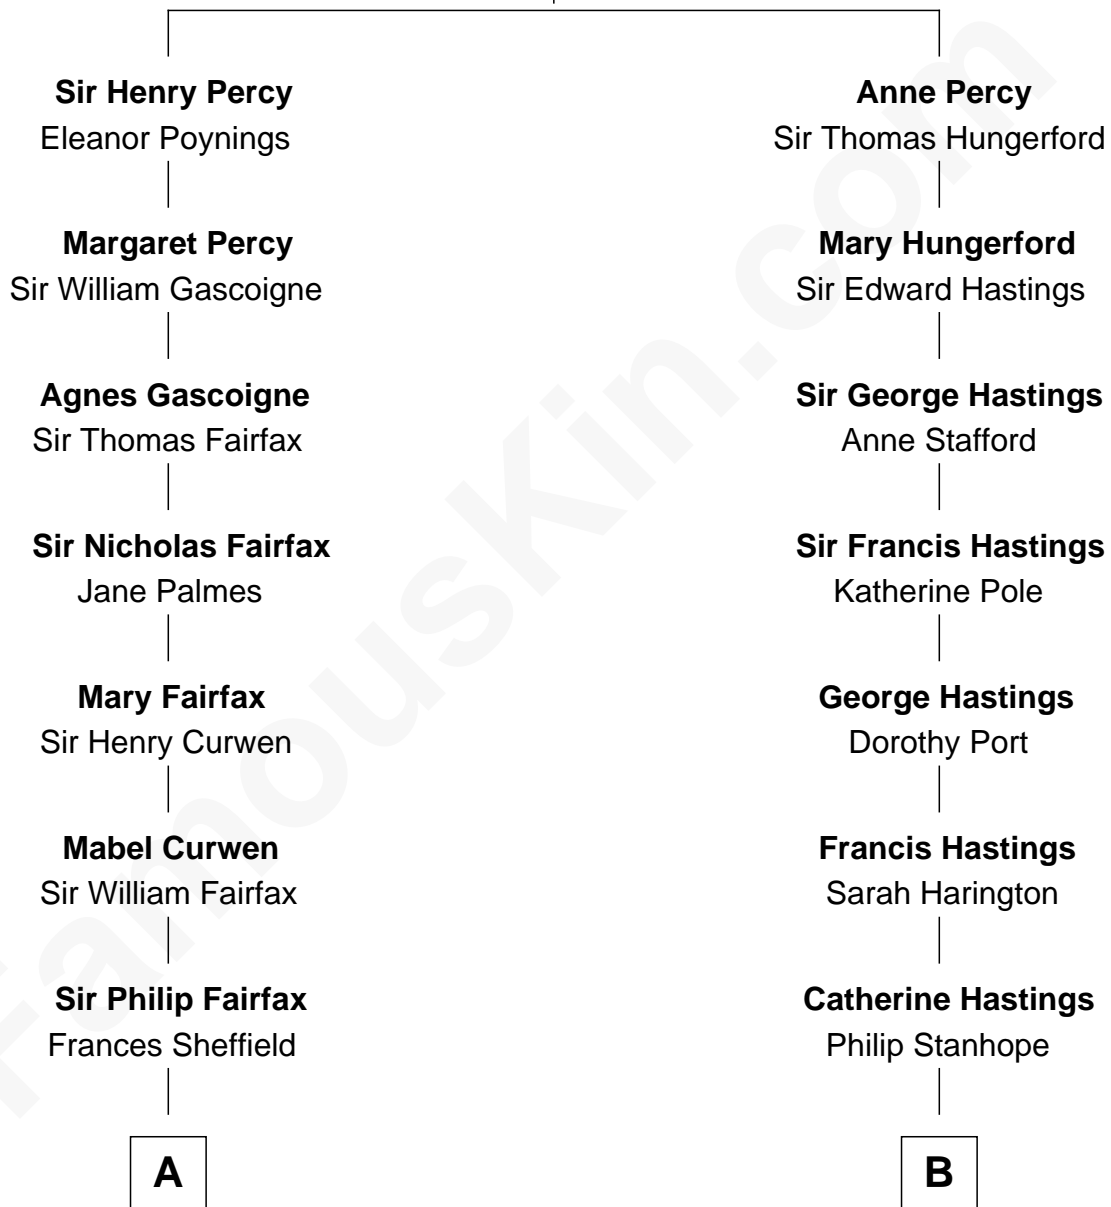 Sir Henry Percy
Eleanor Poynings
Margaret Percy
Sir William Gascoigne
Agnes Gascoigne
Sir Thomas Fairfax
Sir Nicholas Fairfax
Jane Palmes
Mary Fairfax
Sir Henry Curwen
Mabel Curwen
Sir William Fairfax
Sir Philip Fairfax
Frances Sheffield
A
Anne Percy
Sir Thomas Hungerford
Mary Hungerford
Sir Edward Hastings
Sir George Hastings
Anne Stafford
Sir Francis Hastings
Katherine Pole
George Hastings
Dorothy Port
Francis Hastings
Sarah Harington
Catherine Hastings
Philip Stanhope
B
FamousKin.com